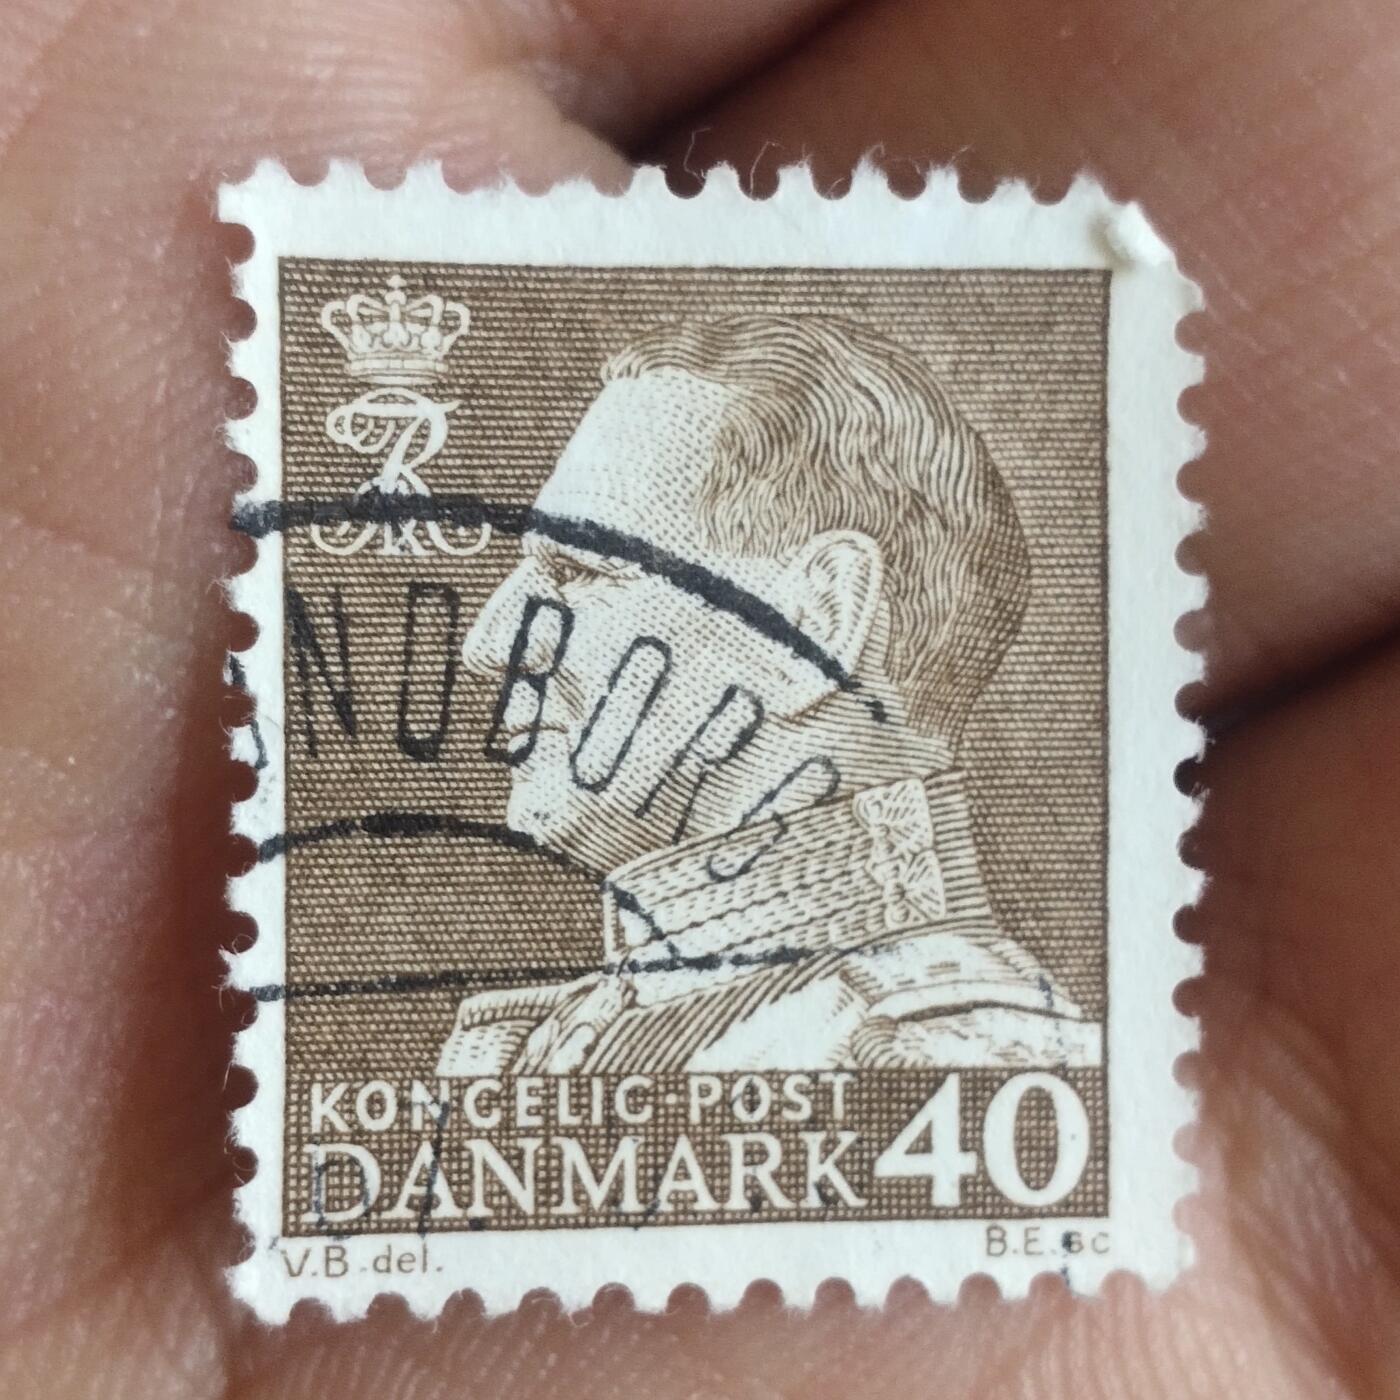 NDBORG
KONGELIG·POST
DANMARK 40
V.B.del.
B.E.sc